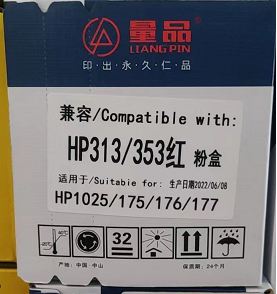 量品
LIANG PIN
印出永久仁品
兼容/Compatible with:
HP313/353红 粉盒
适用于/Suitable for: 生产日期2022/06/08
HP1025/175/176/177
32
产地:中国·中山 保质期:24个月